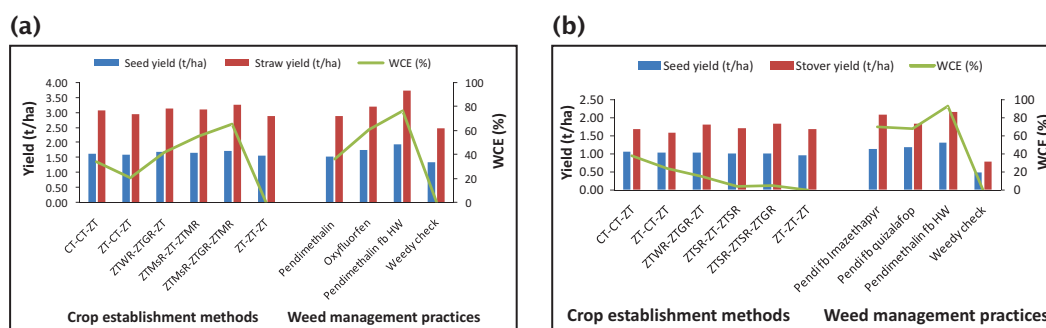 (a)
Seed yield (t/ha) Straw yield (t/ha) WCE (%)
Yield (t/ha)
4.00
3.50
3.00
2.50
2.00
1.50
1.00
0.50
0.00
WCE (%)
100
80
60
40
20
0
CT-CT-ZT
ZT-CT-ZT
ZTWR-ZTGR-ZT
ZTMsR-ZT-ZTMR
ZTMsR-ZTGR-ZTMR
ZT-ZT-ZT
Pendimethalin
Oxyfluorfen
Pendimethalin fb HW
Weedy check
Crop establishment methods Weed management practices
(b)
Seed yield (t/ha) Stover yield (t/ha) WCE (%)
Yield (t/ha)
2.50
2.00
1.50
1.00
0.50
0.00
WCE (%)
100
80
60
40
20
0
CT-CT-ZT
ZT-CT-ZT
ZTWR-ZTGR-ZT
ZTSR-ZT-ZTSR
ZTSR-ZTSR-ZTGR
ZT-ZT-ZT
Pendi fb Imazethapyr
Pendi fb quizalafop
Pendimethalin fb HW
Weedy check
Crop establishment methods Weed management practices